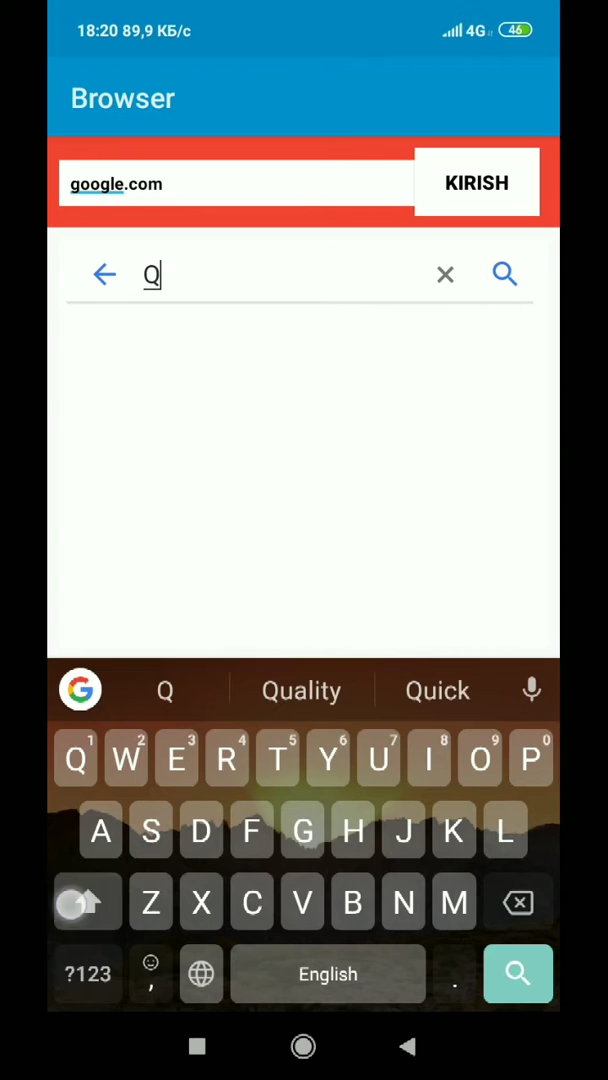 18:20 89,9 КБ/с 4G 46
Browser
google.com KIRISH
Q
Q Quality Quick
Q1 W2 E3 R4 T5 Y6 U7 I8 O9 P0
A S D F G H J K L
Z X C V B N M
?123 , English .